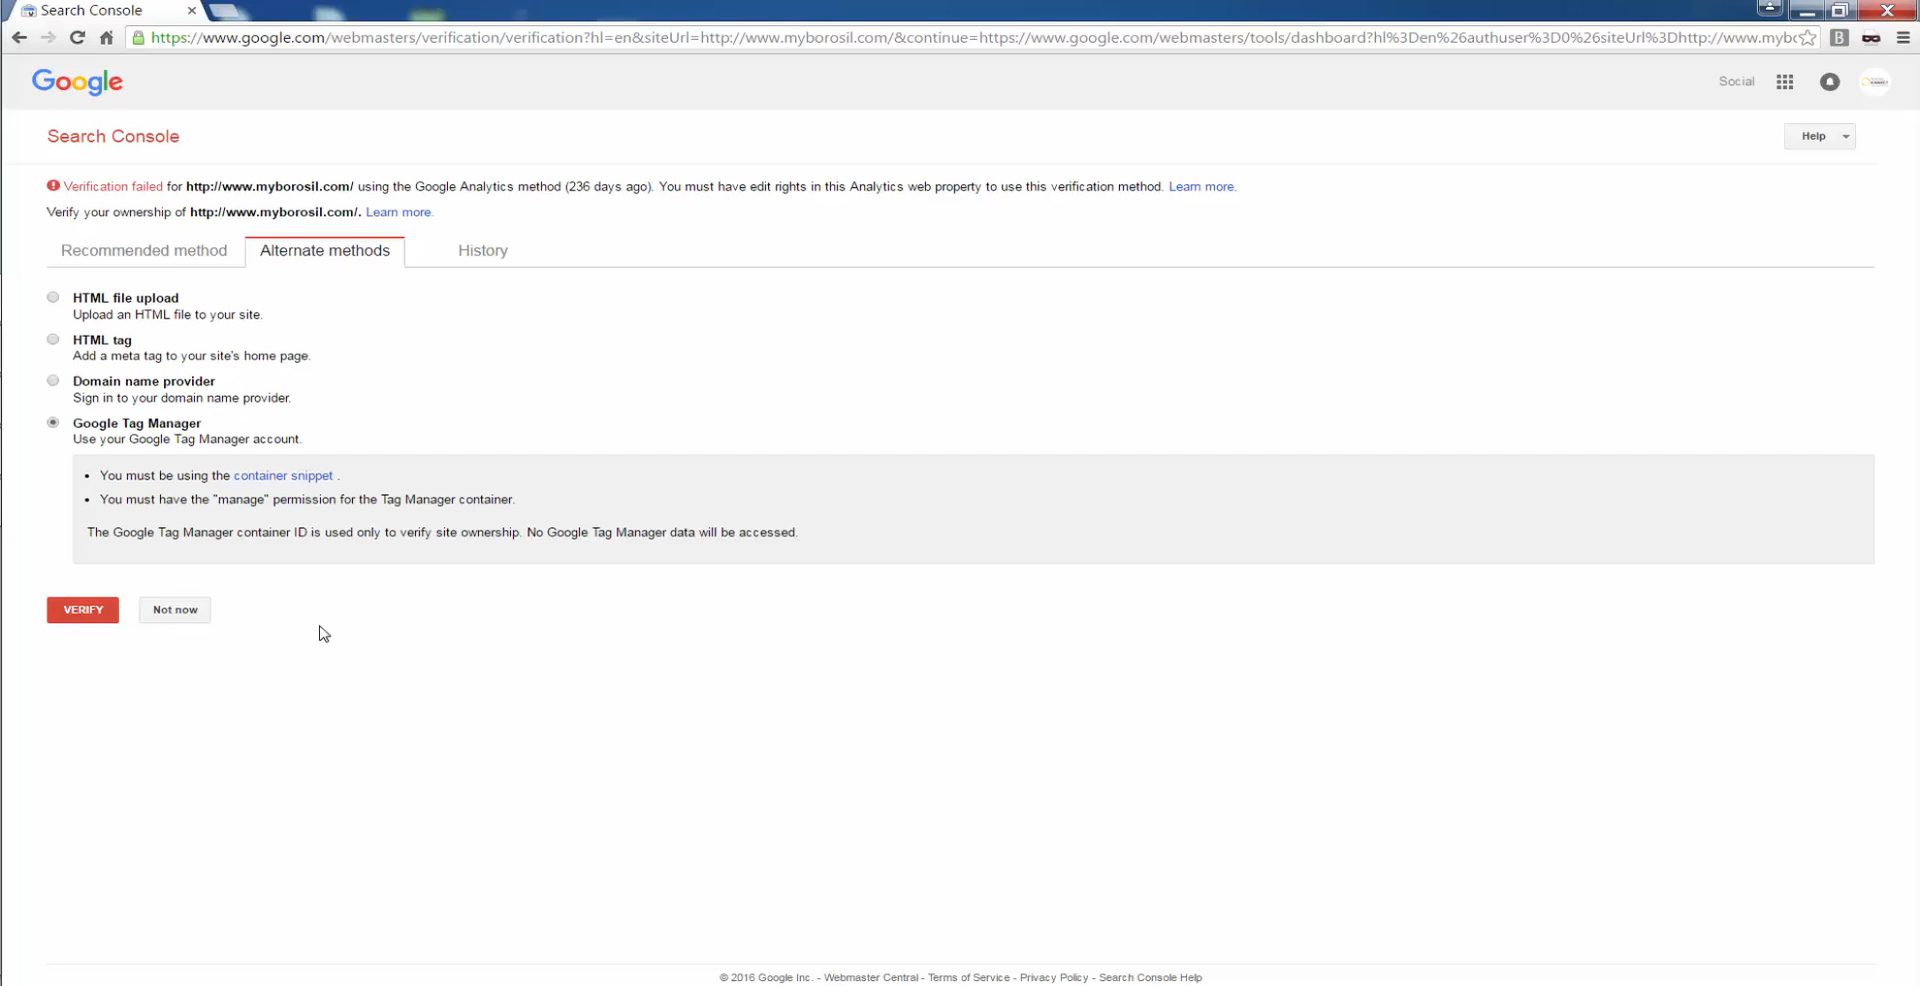 Search Console
https://www.google.com/webmasters/verification/verification?hl=en&siteUrl=http://www.myborosil.com/&continue=https://www.google.com/webmasters/tools/dashboard?hl%3Den%26authuser%3D0%26siteUrl%3Dhttp://www.mybc
Google
Social
Search Console
Help
Verification failed for http://www.myborosil.com/ using the Google Analytics method (236 days ago). You must have edit rights in this Analytics web property to use this verification method. Learn more.
Verify your ownership of http://www.myborosil.com/. Learn more.
Recommended method Alternate methods History
HTML file upload
Upload an HTML file to your site.
HTML tag
Add a meta tag to your site's home page.
Domain name provider
Sign in to your domain name provider.
Google Tag Manager
Use your Google Tag Manager account.
• You must be using the container snippet .
• You must have the "manage" permission for the Tag Manager container.
The Google Tag Manager container ID is used only to verify site ownership. No Google Tag Manager data will be accessed.
VERIFY Not now
© 2016 Google Inc. - Webmaster Central - Terms of Service - Privacy Policy - Search Console Help